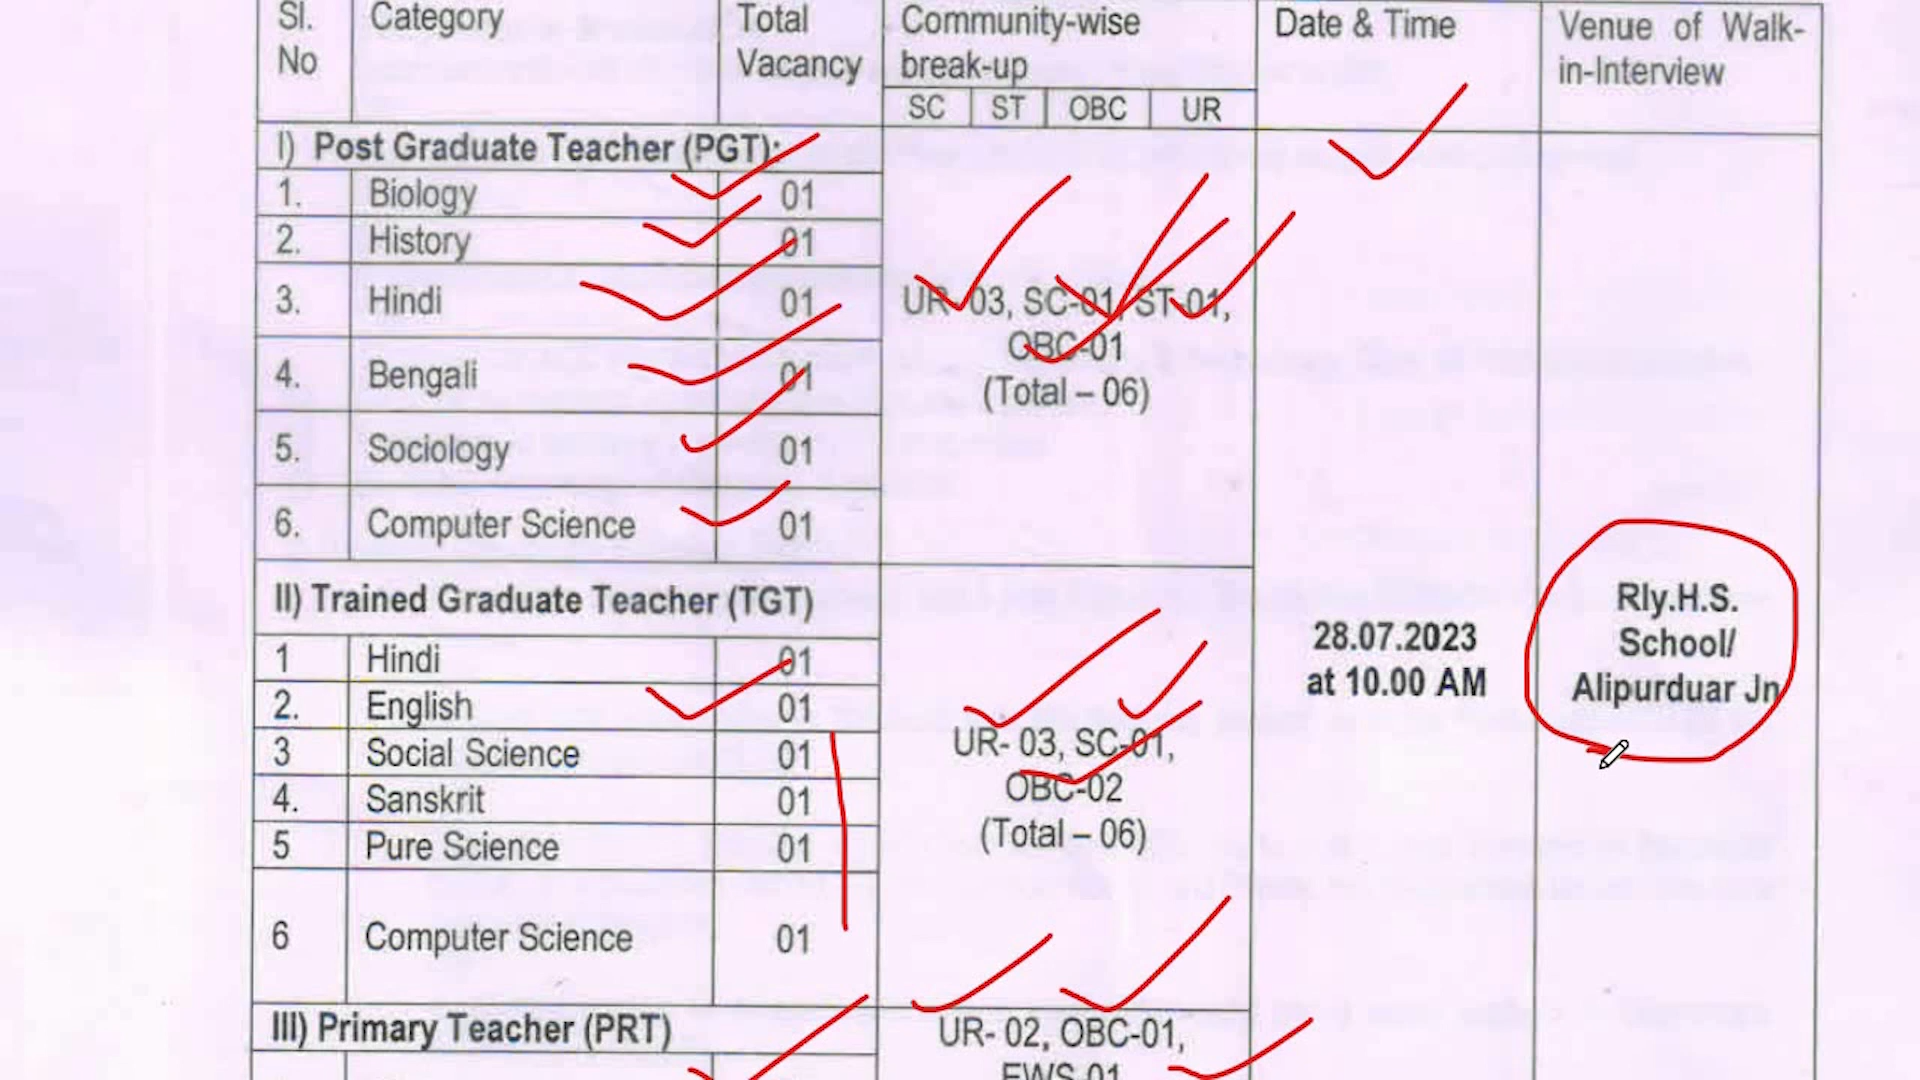 Sl. Category Total Community-wise Date & Time Venue of Walk-
No Vacancy break-up in-Interview
SC ST OBC UR
I) Post Graduate Teacher (PGT):
1. Biology 01
2. History 01
3. Hindi 01 UR- 03, SC-01, ST-01,
OBC-01
4. Bengali 01 (Total – 06)
5. Sociology 01
6. Computer Science 01
II) Trained Graduate Teacher (TGT) Rly.H.S.
28.07.2023 School/
1 Hindi 01 at 10.00 AM Alipurduar Jn
2. English 01
3 Social Science 01 UR- 03, SC-01,
4. Sanskrit 01 OBC-02
5 Pure Science 01 (Total – 06)
6 Computer Science 01
III) Primary Teacher (PRT) UR- 02, OBC-01,
EWS-01